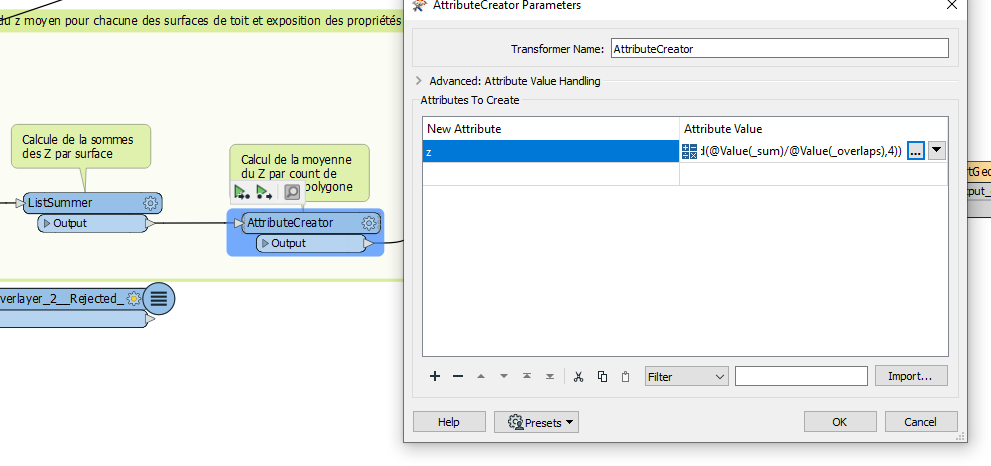 du z moyen pour chacune des surfaces de toit et exposition des propriétés
Calcule de la sommes
des Z par surface
Calcul de la moyenne
du Z par count de
polygone
ListSummer
Output
AttributeCreator
Output
verlayer_2__Rejected_
AttributeCreator Parameters
Transformer Name: AttributeCreator
Advanced: Attribute Value Handling
Attributes To Create
New Attribute Attribute Value
z d(@Value(_sum)/@Value(_overlaps),4)) ...
Filter Import...
Help Presets OK Cancel
tGeo
put_